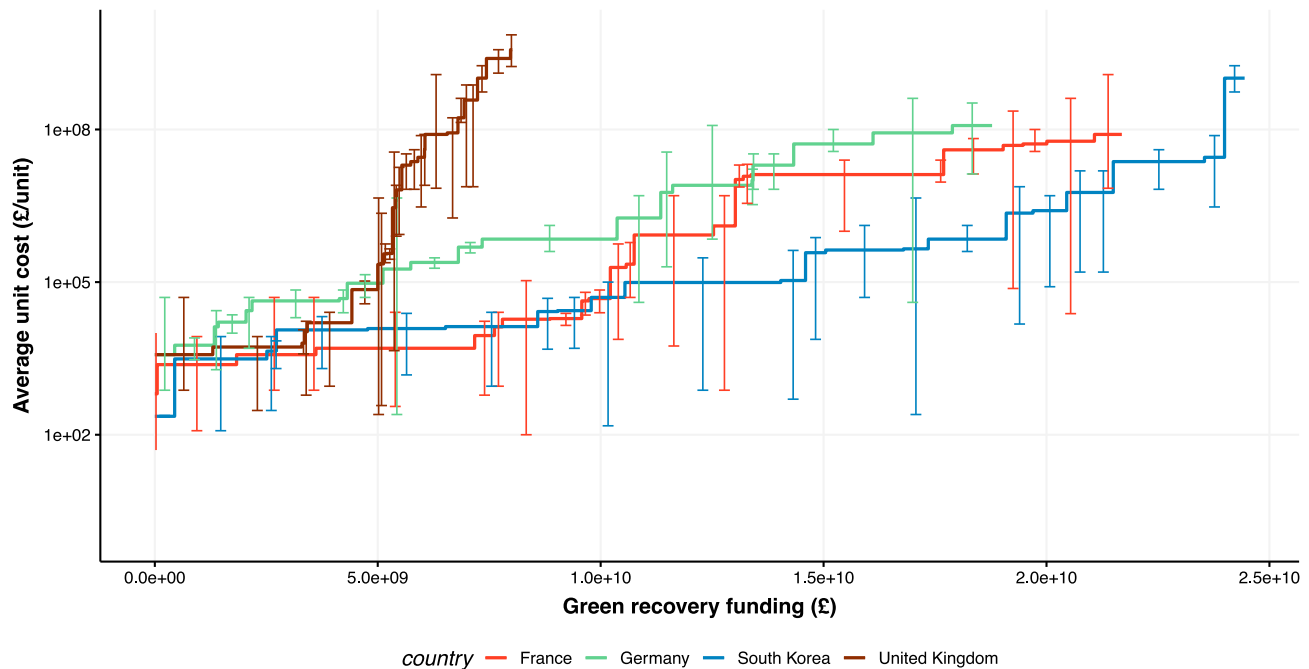 Average unit cost (£/unit)
1e+08
1e+05
1e+02
0.0e+00 5.0e+09 1.0e+10 1.5e+10 2.0e+10 2.5e+10
Green recovery funding (£)
country France Germany South Korea United Kingdom